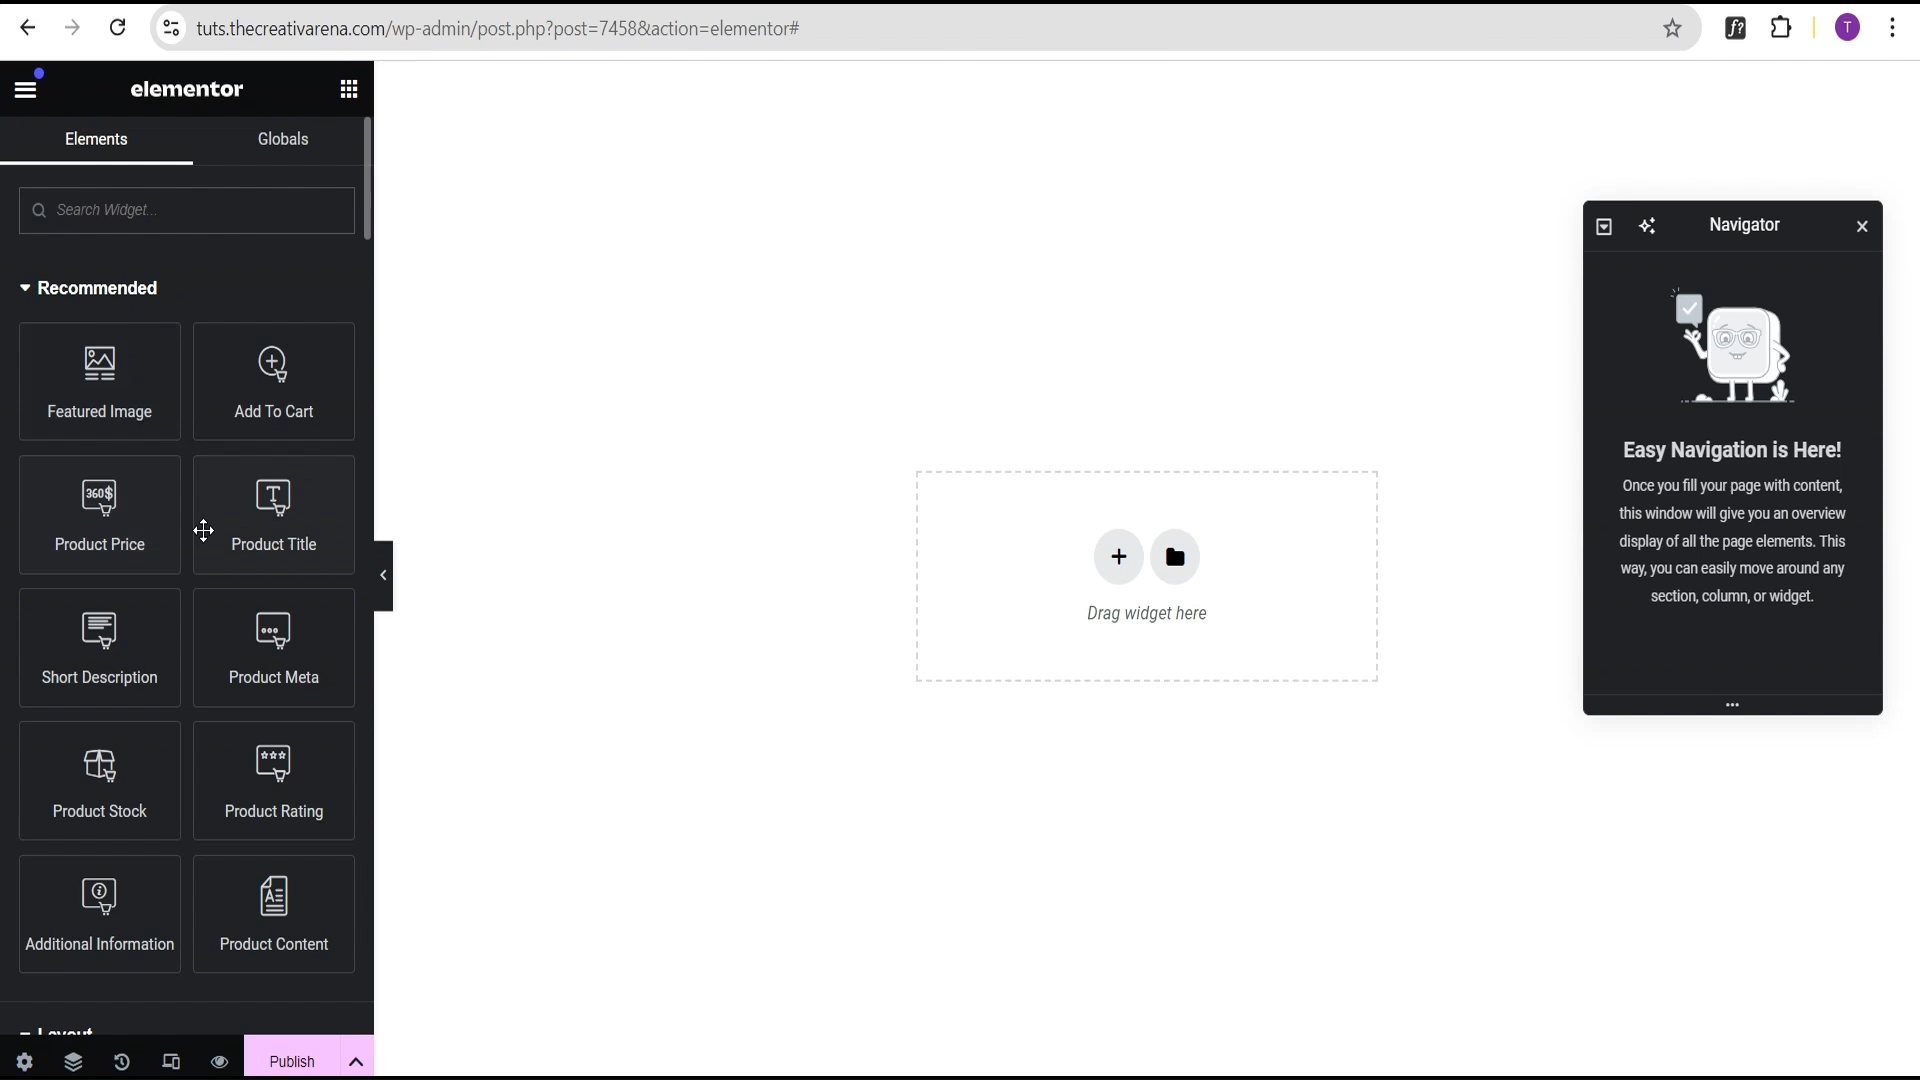 tuts.thecreativarena.com/wp-admin/post.php?post=7458&action=elementor#
f?
T
elementor
Elements
Globals
Search Widget...
Recommended
Featured Image
Add To Cart
360$
Product Price
T
Product Title
Short Description
Product Meta
Product Stock
Product Rating
Additional Information
Product Content
Layout
Publish
Drag widget here
Navigator
Easy Navigation is Here!
Once you fill your page with content,
this window will give you an overview
display of all the page elements. This
way, you can easily move around any
section, column, or widget.